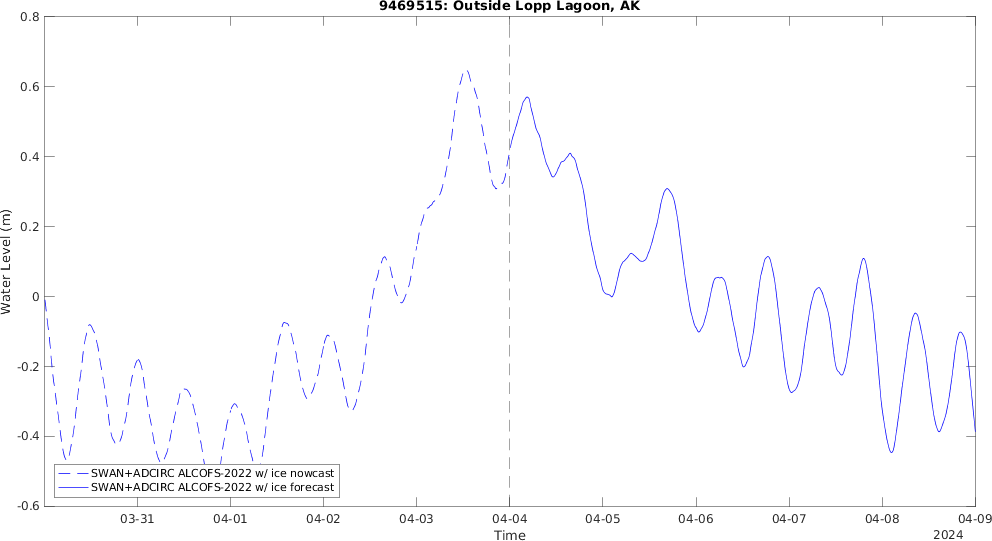 9469515: Outside Lopp Lagoon, AK
0.8
0.6
0.4
0.2
0
-0.2
-0.4
-0.6
Water Level (m)
SWAN+ADCIRC ALCOFS-2022 w/ ice nowcast
SWAN+ADCIRC ALCOFS-2022 w/ ice forecast
03-31 04-01 04-02 04-03 04-04 04-05 04-06 04-07 04-08 04-09
Time
2024